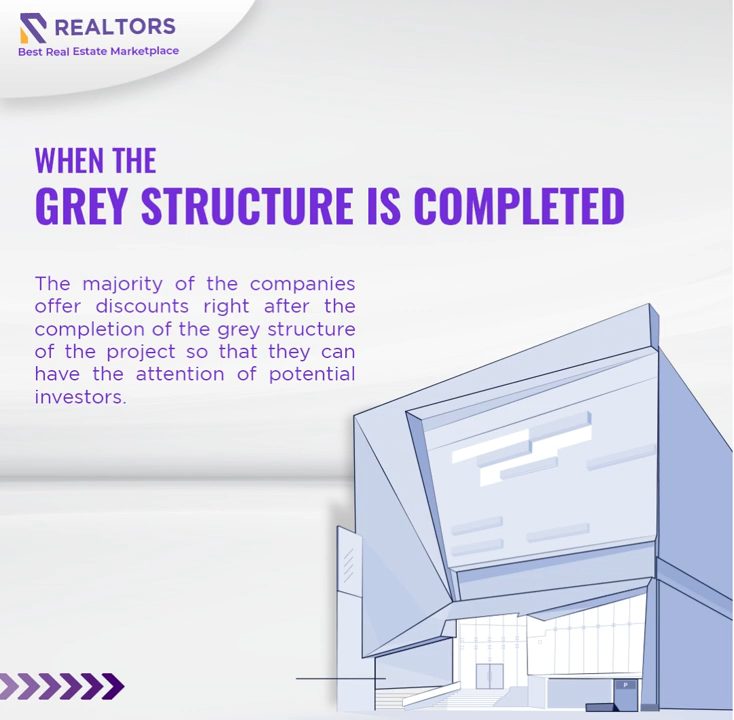 REALTORS
Best Real Estate Marketplace
WHEN THE
GREY STRUCTURE IS COMPLETED
The majority of the companies
offer discounts right after the
completion of the grey structure
of the project so that they can
have the attention of potential
investors.
P